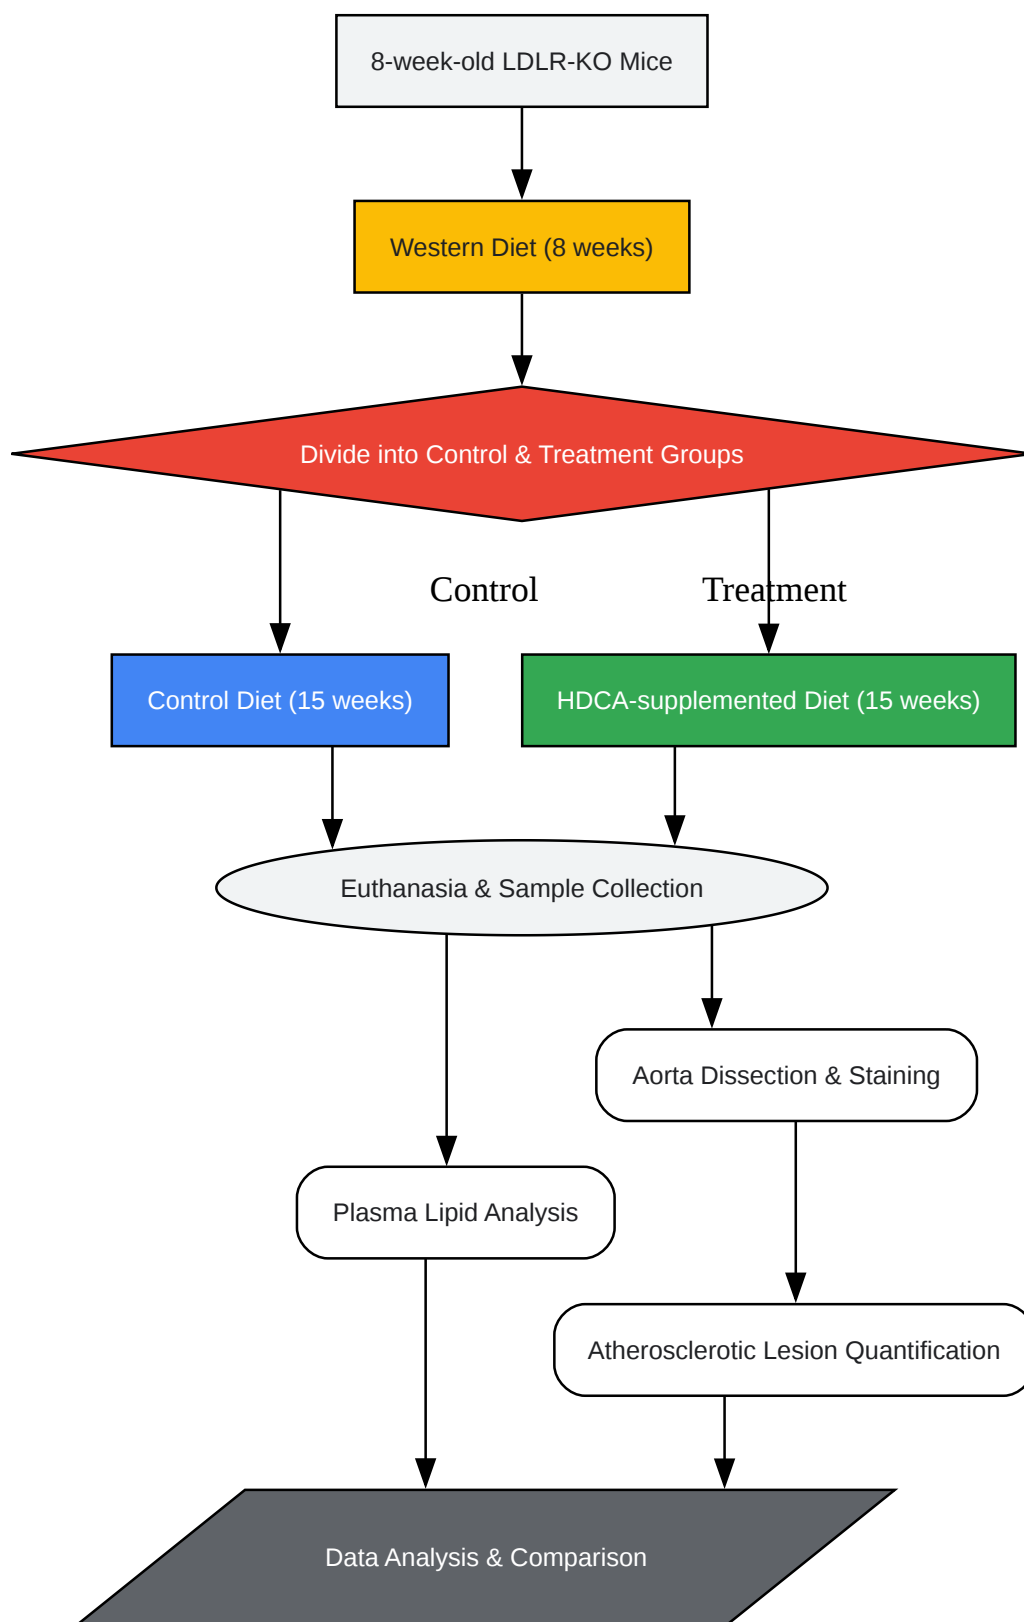 8-week-old LDLR-KO Mice
Western Diet (8 weeks)
Divide into Control & Treatment Groups
Control
Treatment
Control Diet (15 weeks)
HDCA-supplemented Diet (15 weeks)
Euthanasia & Sample Collection
Aorta Dissection & Staining
Plasma Lipid Analysis
Atherosclerotic Lesion Quantification
Data Analysis & Comparison